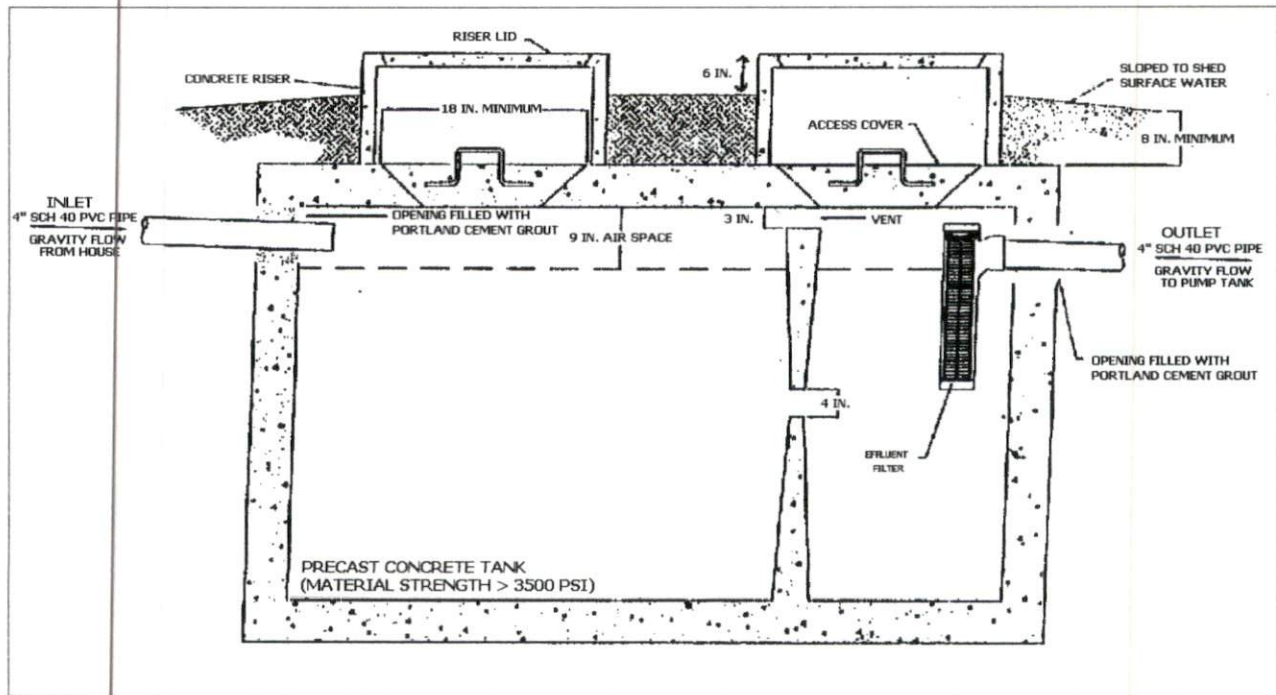 RISER LID
CONCRETE RISER
6 IN.
SLOPED TO SHED
SURFACE WATER
18 IN. MINIMUM
ACCESS COVER
8 IN. MINIMUM
INLET
4" SCH 40 PVC PIPE
GRAVITY FLOW
FROM HOUSE
OPENING FILLED WITH
PORTLAND CEMENT GROUT
9 IN. AIR SPACE
3 IN.
VENT
OUTLET
4" SCH 40 PVC PIPE
GRAVITY FLOW
TO PUMP TANK
OPENING FILLED WITH
PORTLAND CEMENT GROUT
4 IN.
EFFLUENT
FILTER
PRECAST CONCRETE TANK
(MATERIAL STRENGTH > 3500 PSI)